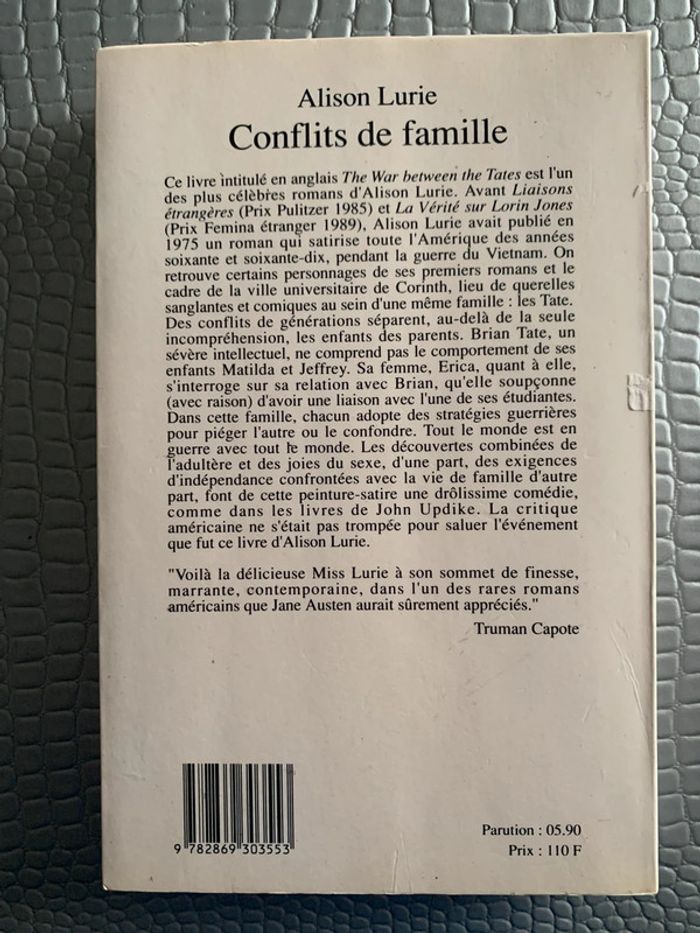 Alison Lurie
Conflits de famille
Ce livre intitulé en anglais The War between the Tates est l'un
des plus célèbres romans d'Alison Lurie. Avant Liaisons
étrangères (Prix Pulitzer 1985) et La Vérité sur Lorin Jones
(Prix Femina étranger 1989), Alison Lurie avait publié en
1975 un roman qui satirise toute l'Amérique des années
soixante et soixante-dix, pendant la guerre du Vietnam. On
retrouve certains personnages de ses premiers romans et le
cadre de la ville universitaire de Corinth, lieu de querelles
sanglantes et comiques au sein d'une même famille : les Tate.
Des conflits de générations séparent, au-delà de la seule
incompréhension, les enfants des parents. Brian Tate, un
sévère intellectuel, ne comprend pas le comportement de ses
enfants Matilda et Jeffrey. Sa femme, Erica, quant à elle,
s'interroge sur sa relation avec Brian, qu'elle soupçonne
(avec raison) d'avoir une liaison avec l'une de ses étudiantes.
Dans cette famille, chacun adopte des stratégies guerrières
pour piéger l'autre ou le confondre. Tout le monde est en
guerre avec tout le monde. Les découvertes combinées de
l'adultère et des joies du sexe, d'une part, des exigences
d'indépendance confrontées avec la vie de famille d'autre
part, font de cette peinture-satire une drôlissime comédie,
comme dans les livres de John Updike. La critique
américaine ne s'était pas trompée pour saluer l'événement
que fut ce livre d'Alison Lurie.
"Voilà la délicieuse Miss Lurie à son sommet de finesse,
marrante, contemporaine, dans l'un des rares romans
américains que Jane Austen aurait sûrement appréciés."
Truman Capote
Parution : 05.90
Prix : 110 F
9 782869 303553